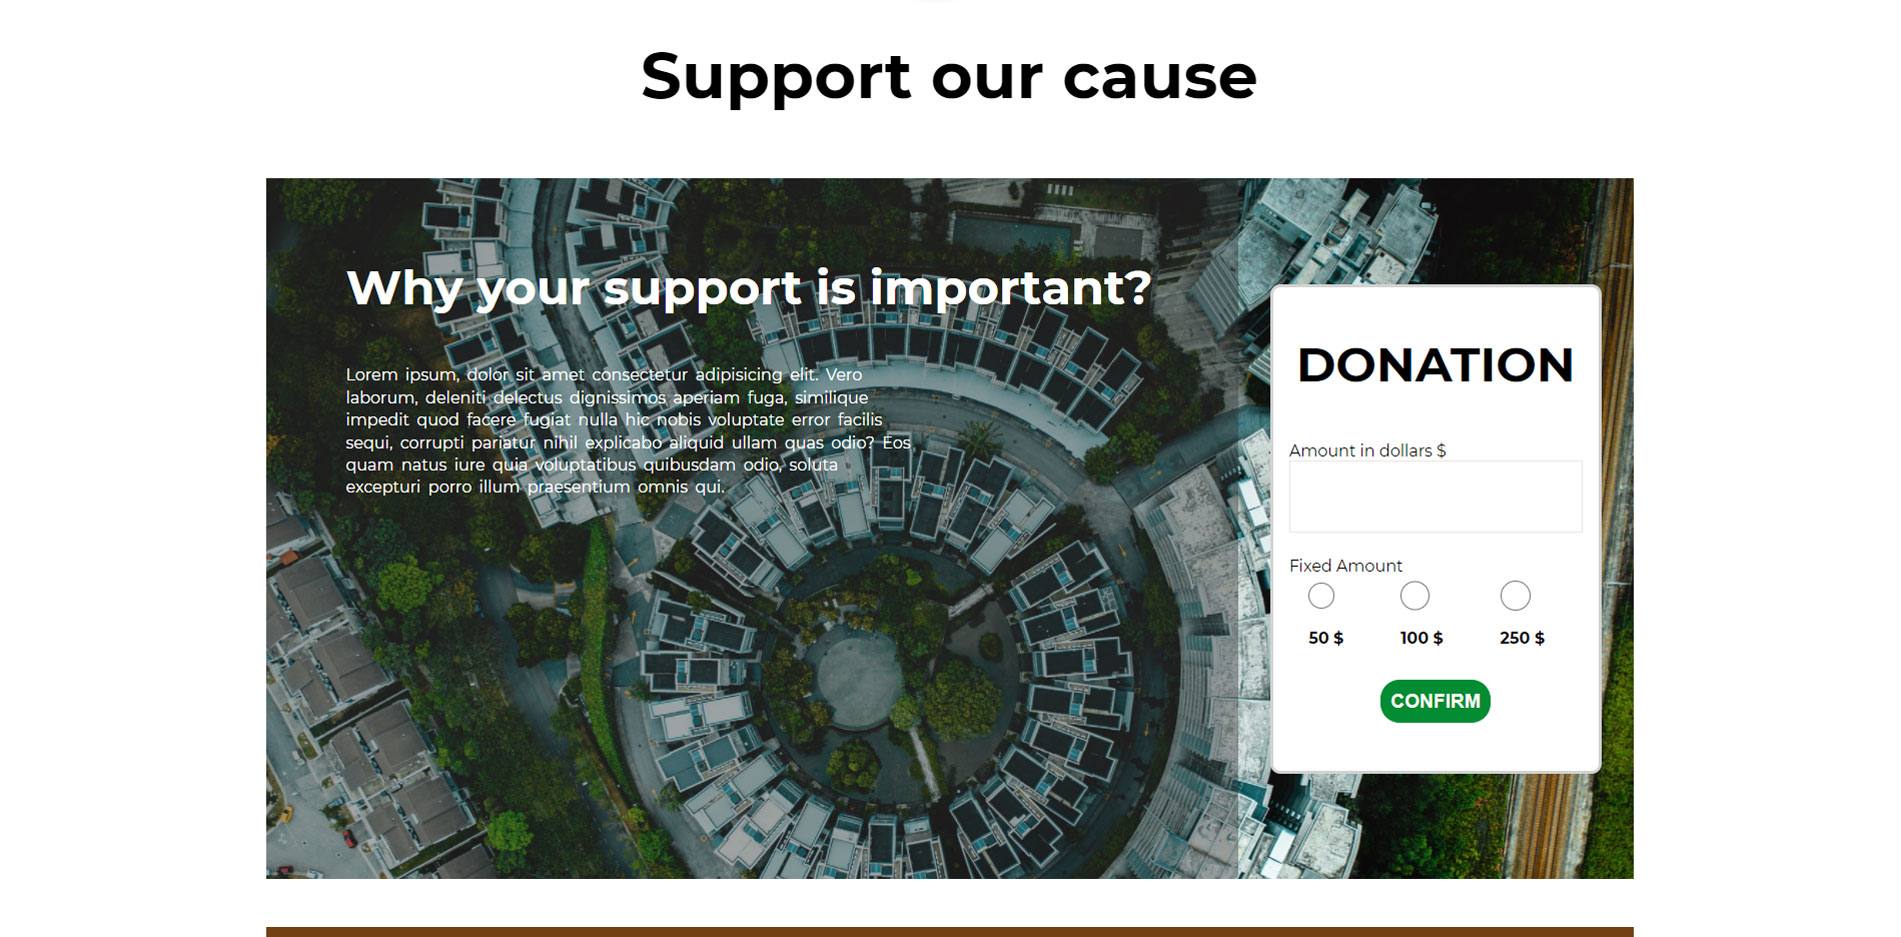 Support our cause
Why your support is important?
Lorem ipsum, dolor sit amet consectetur adipisicing elit. Vero
laborum, deleniti delectus dignissimos aperiam fuga, similique
impedit quod facere fugiat nulla hic nobis voluptate error facilis
sequi, corrupti pariatur nihil explicabo aliquid ullam quas odio? Eos
quam natus iure quia voluptatibus quibusdam odio, soluta
excepturi porro illum praesentium omnis qui.
DONATION
Amount in dollars $
Fixed Amount
50 $ 100 $ 250 $
CONFIRM